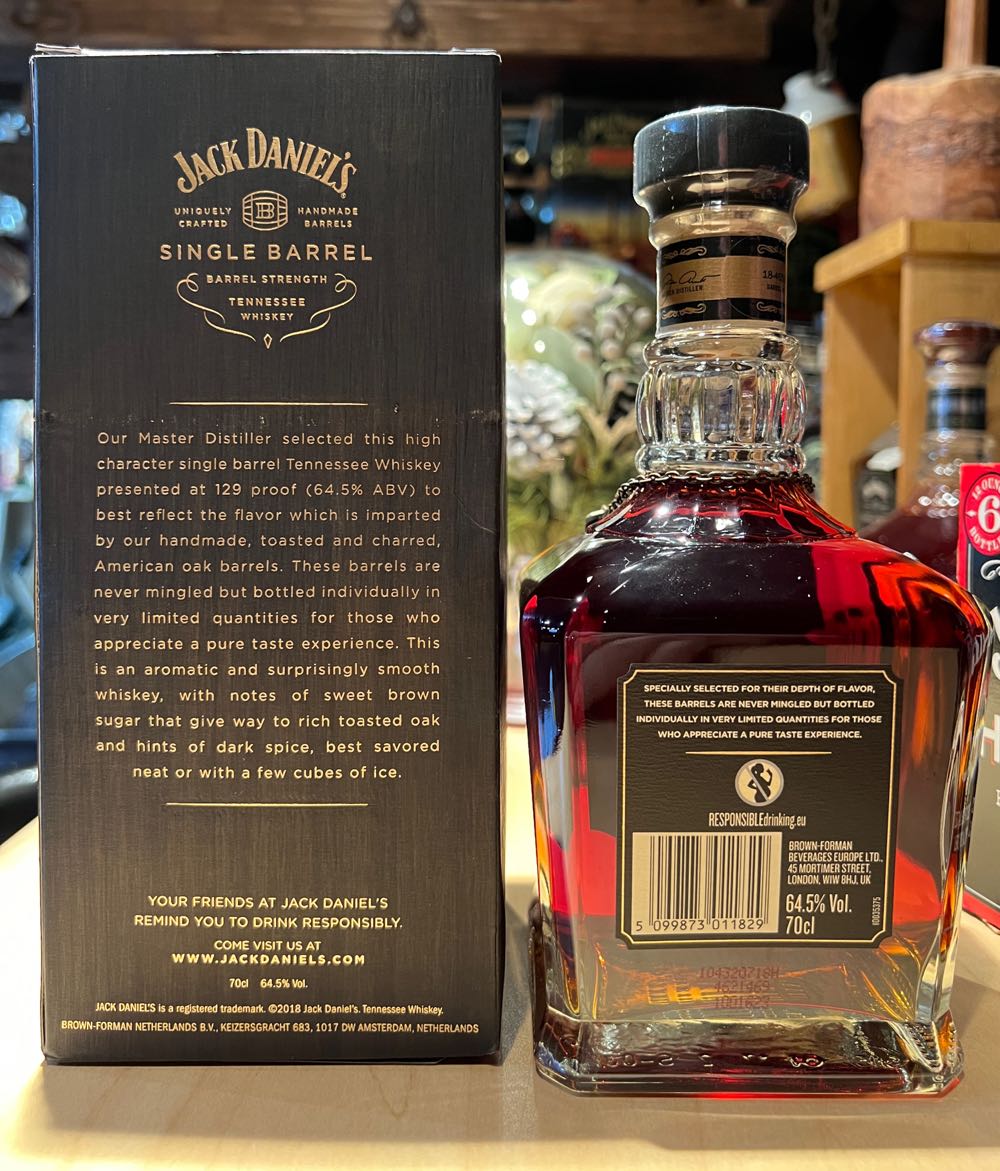 JACK DANIEL'S
UNIQUELY CRAFTED
B
HANDMADE BARRELS
SINGLE BARREL
BARREL STRENGTH
TENNESSEE
WHISKEY
Our Master Distiller selected this high
character single barrel Tennessee Whiskey
presented at 129 proof (64.5% ABV) to
best reflect the flavor which is imparted
by our handmade, toasted and charred,
American oak barrels. These barrels are
never mingled but bottled individually in
very limited quantities for those who
appreciate a pure taste experience. This
is an aromatic and surprisingly smooth
whiskey, with notes of sweet brown
sugar that give way to rich toasted oak
and hints of dark spice, best savored
neat or with a few cubes of ice.
YOUR FRIENDS AT JACK DANIEL'S
REMIND YOU TO DRINK RESPONSIBLY.
COME VISIT US AT
WWW.JACKDANIELS.COM
70cl 64.5% Vol.
JACK DANIEL'S is a registered trademark. ©2018 Jack Daniel's. Tennessee Whiskey.
BROWN-FORMAN NETHERLANDS B.V., KEIZERSGRACHT 683, 1017 DW AMSTERDAM, NETHERLANDS
DISTILLER
SPECIALLY SELECTED FOR THEIR DEPTH OF FLAVOR,
THESE BARRELS ARE NEVER MINGLED BUT BOTTLED
INDIVIDUALLY IN VERY LIMITED QUANTITIES FOR THOSE
WHO APPRECIATE A PURE TASTE EXPERIENCE.
RESPONSIBLEdrinking.eu
BROWN-FORMAN
BEVERAGES EUROPE LTD.,
45 MORTIMER STREET,
LONDON, W1W 8HJ, UK
64.5% Vol.
70cl
5 099873 011829
10035375
6
BOTTL